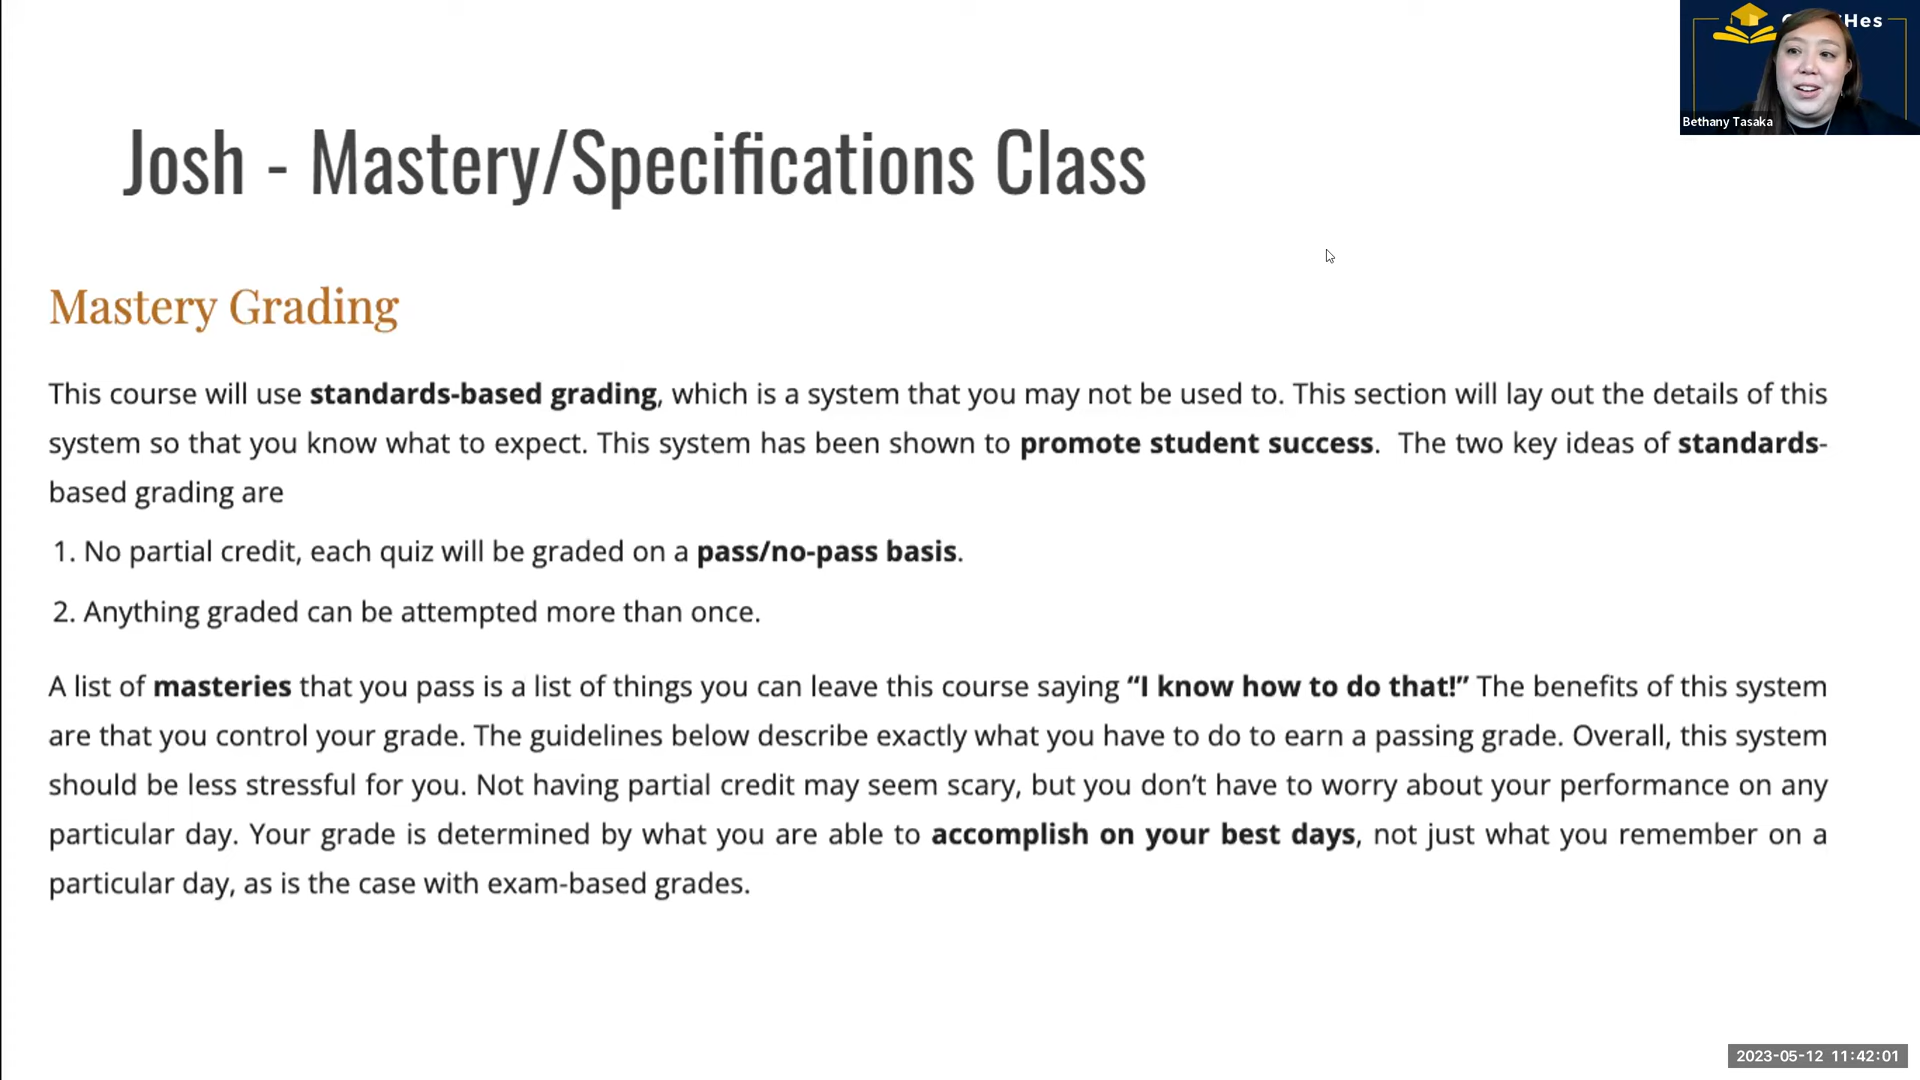 Hes
Bethany Tasaka
Josh - Mastery/Specifications Class
Mastery Grading
This course will use standards-based grading, which is a system that you may not be used to. This section will lay out the details of this
system so that you know what to expect. This system has been shown to promote student success.  The two key ideas of standards-
based grading are
1. No partial credit, each quiz will be graded on a pass/no-pass basis.
2. Anything graded can be attempted more than once.
A list of masteries that you pass is a list of things you can leave this course saying “I know how to do that!” The benefits of this system
are that you control your grade. The guidelines below describe exactly what you have to do to earn a passing grade. Overall, this system
should be less stressful for you. Not having partial credit may seem scary, but you don’t have to worry about your performance on any
particular day. Your grade is determined by what you are able to accomplish on your best days, not just what you remember on a
particular day, as is the case with exam-based grades.
2023-05-12 11:42:01